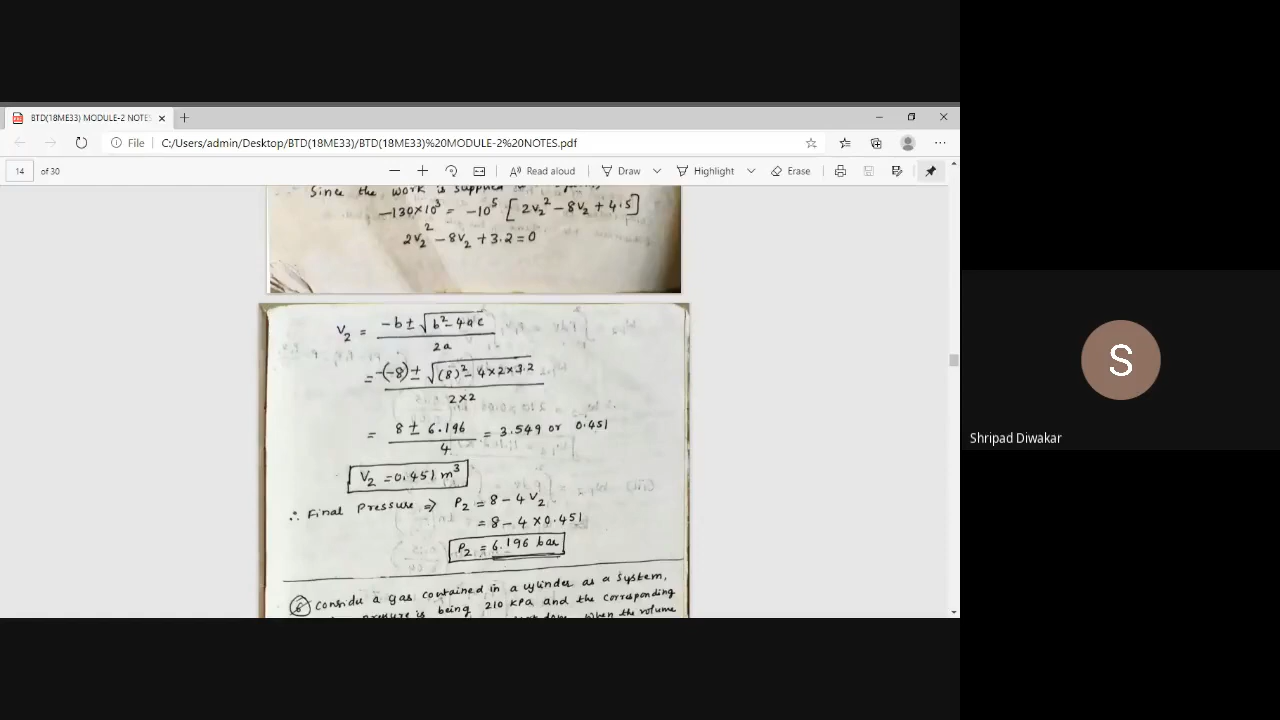 BTD(18ME33) MODULE-2 NOTES
File C:/Users/admin/Desktop/BTD(18ME33)/BTD(18ME33)%20MODULE-2%20NOTES.pdf
14 of 30 Read aloud Draw Highlight Erase
Since the work is supplied
-130×10³ = -10⁵ [2V₂² - 8V₂ + 4.5]
2V₂² - 8V₂ + 3.2 = 0
V₂ = -b ± √b² - 4ac / 2a
= -(-8) ± √(8)² - 4×2×3.2 / 2×2
= 8 ± 6.196 / 4 = 3.549 or 0.451
V₂ = 0.451 m³
∴ Final Pressure ⇒ P₂ = 8 - 4V₂
= 8 - 4×0.451
P₂ = 6.196 bar
⑥ Conside a gas contained in a cylinder as a system,
pressure is being 210 KPa and the corresponding
when the volume
S
Shripad Diwakar